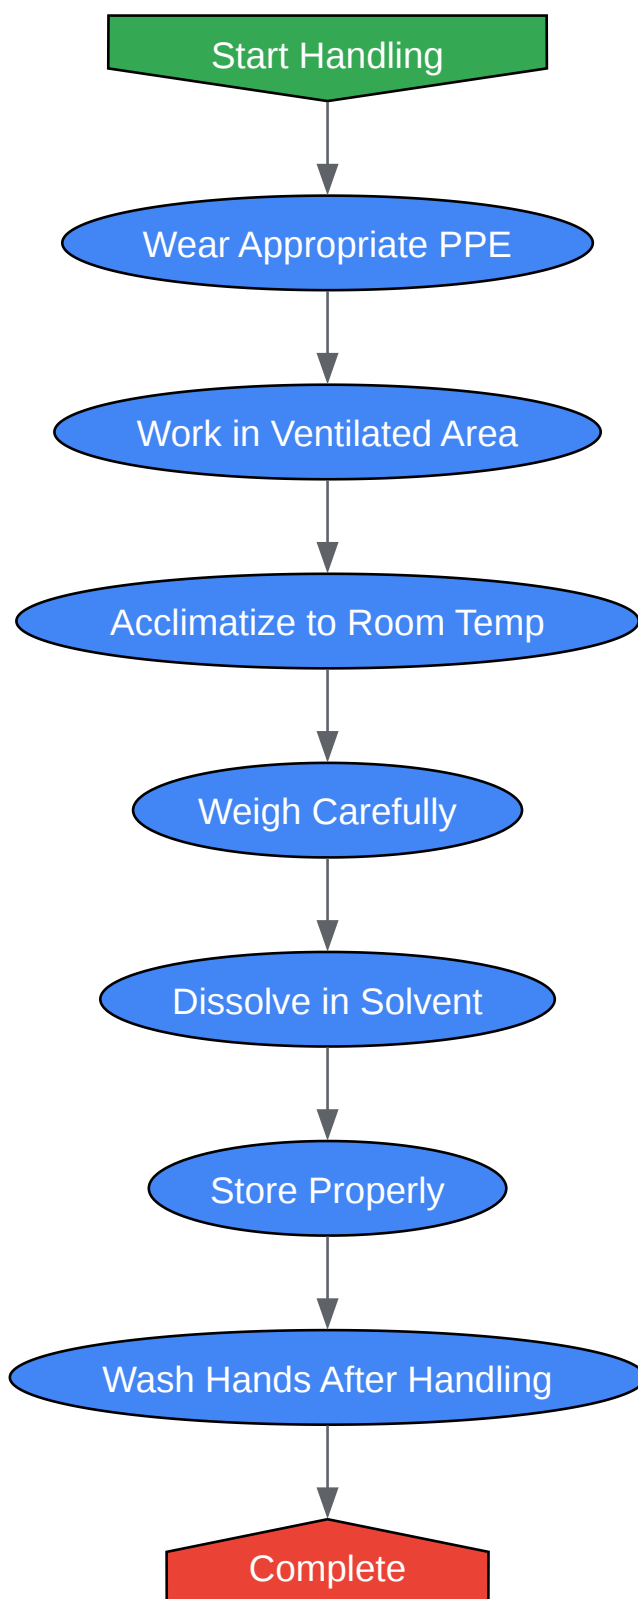 Start Handling
Wear Appropriate PPE
Work in Ventilated Area
Acclimatize to Room Temp
Weigh Carefully
Dissolve in Solvent
Store Properly
Wash Hands After Handling
Complete